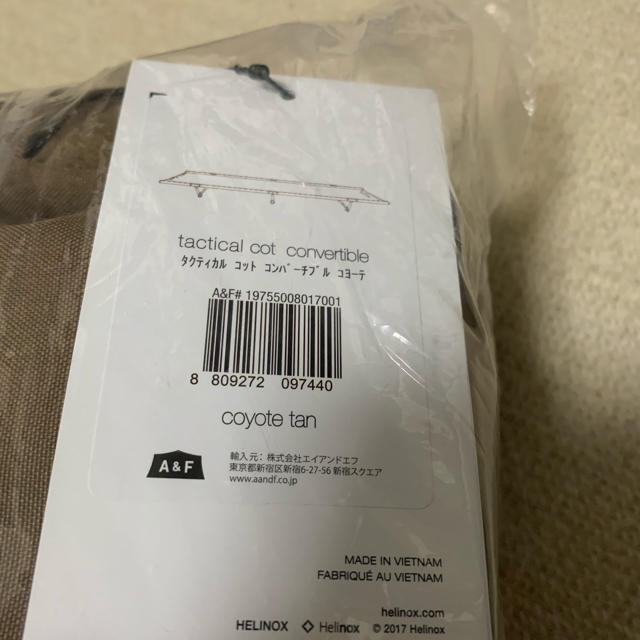 tactical cot convertible
ﾀｸﾃｨｶﾙ ｺｯﾄ ｺﾝﾊﾞｰﾁﾌﾞﾙ ｺﾖｰﾃ
A&F# 19755008017001
8 809272 097440
coyote tan
A & F
輸入元：株式会社エイアンドエフ
東京都新宿区新宿6-27-56 新宿スクエア
www.aandf.co.jp
MADE IN VIETNAM
FABRIQUÉ AU VIETNAM
helinox.com
HELINOX Helinox © 2017 Helinox